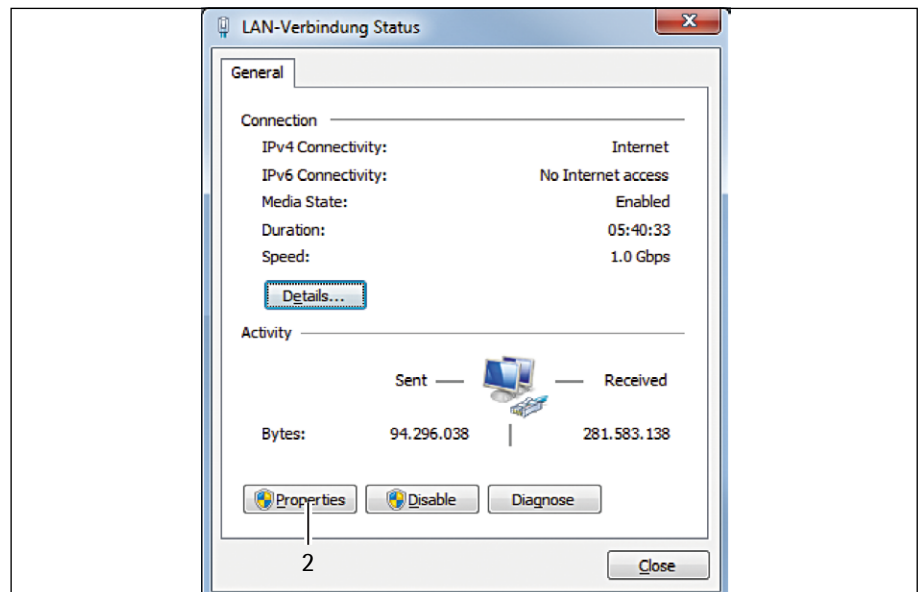 LAN-Verbindung Status
General
Connection
IPv4 Connectivity: Internet
IPv6 Connectivity: No Internet access
Media State: Enabled
Duration: 05:40:33
Speed: 1.0 Gbps
Details...
Activity
Sent Received
Bytes: 94.296.038 281.583.138
Properties Disable Diagnose
2
Close